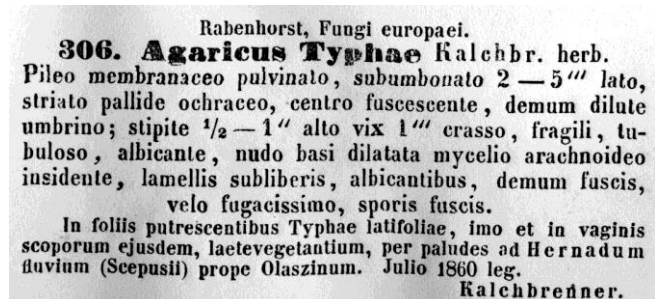 Rabenhorst, Fungi europaei.
306. Agaricus Typhae Kalchbr. herb.
Pileo membranaceo pulvinato, subumbonato 2 — 5''' lato,
striato pallide ochraceo, centro fuscescente, demum dilute
umbrino; stipite 1/2 — 1'' alto vix 1''' crasso, fragili, tu-
buloso, albicante, nudo basi dilatata mycelio arachnoideo
insidente, lamellis subliberis, albicantibus, demum fuscis,
velo fugacissimo, sporis fuscis.
In foliis putrescentibus Typhae latifoliae, imo et in vaginis
scoporum ejusdem, laetevegetantium, per paludes ad Hernadum
fluvium (Scepusii) prope Olaszinum. Julio 1860 leg.
Kalchbrenner.